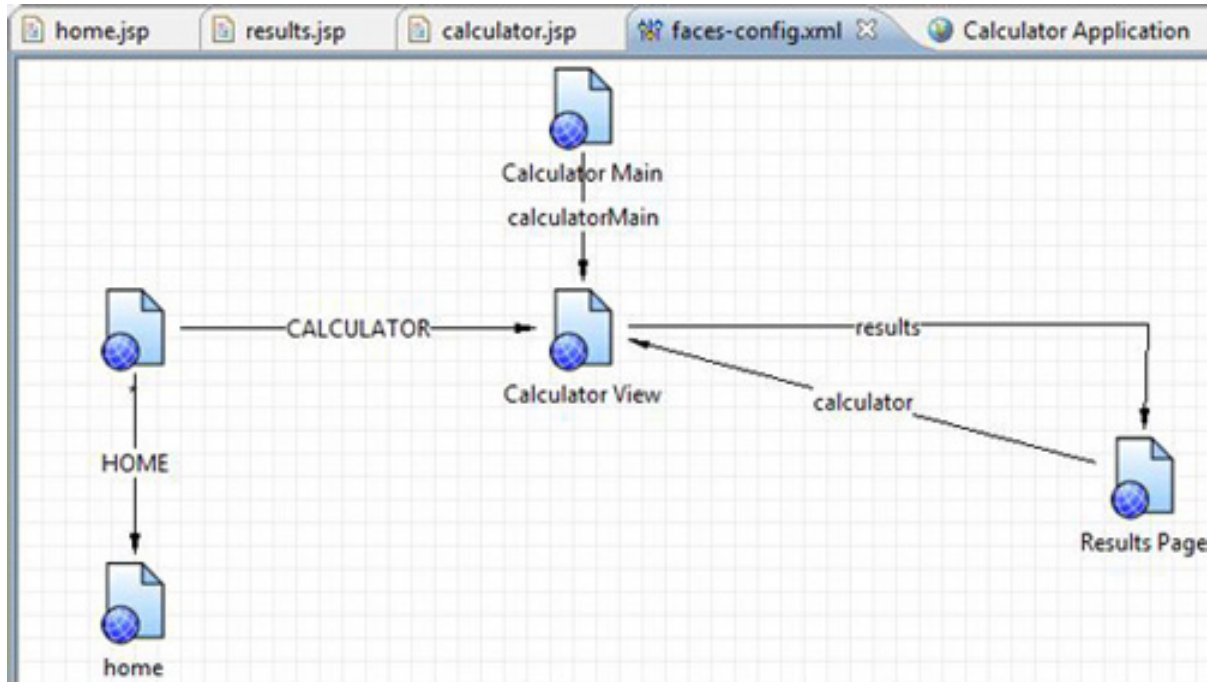 home.jsp
results.jsp
calculator.jsp
faces-config.xml
Calculator Application
Calculator Main
calculatorMain
CALCULATOR
results
*
Calculator View
calculator
HOME
Results Page
home